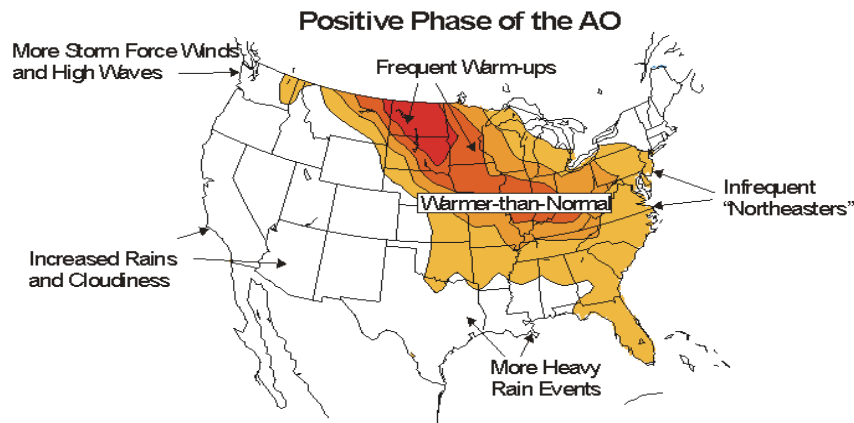 Positive Phase of the AO
More Storm Force Winds
and High Waves
Frequent Warm-ups
Warmer-than-Normal
Infrequent
“Northeasters”
Increased Rains
and Cloudiness
More Heavy
Rain Events